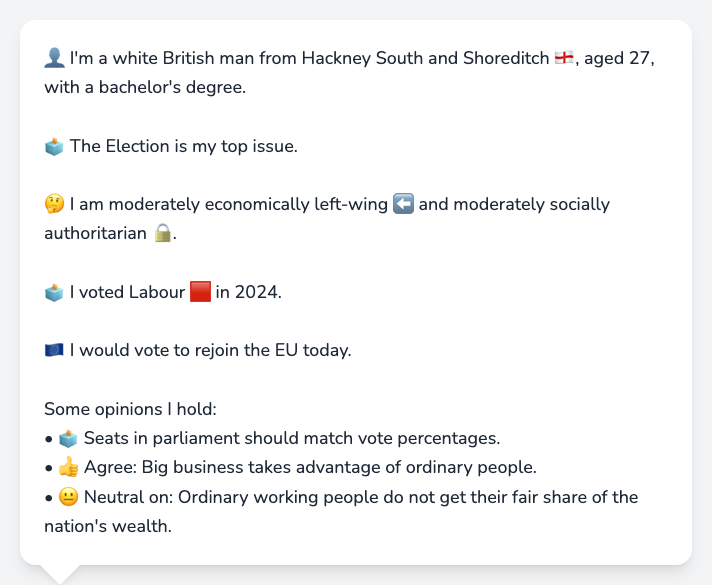 👤 I'm a white British man from Hackney South and Shoreditch 🏴󠁧󠁢󠁥󠁮󠁧󠁿, aged 27,
with a bachelor's degree.
🗳️ The Election is my top issue.
🤔 I am moderately economically left-wing ⬅️ and moderately socially
authoritarian 🔒.
🗳️ I voted Labour 🟥 in 2024.
🇪🇺 I would vote to rejoin the EU today.
Some opinions I hold:
• 🗳️ Seats in parliament should match vote percentages.
• 👍 Agree: Big business takes advantage of ordinary people.
• 😐 Neutral on: Ordinary working people do not get their fair share of the
nation's wealth.